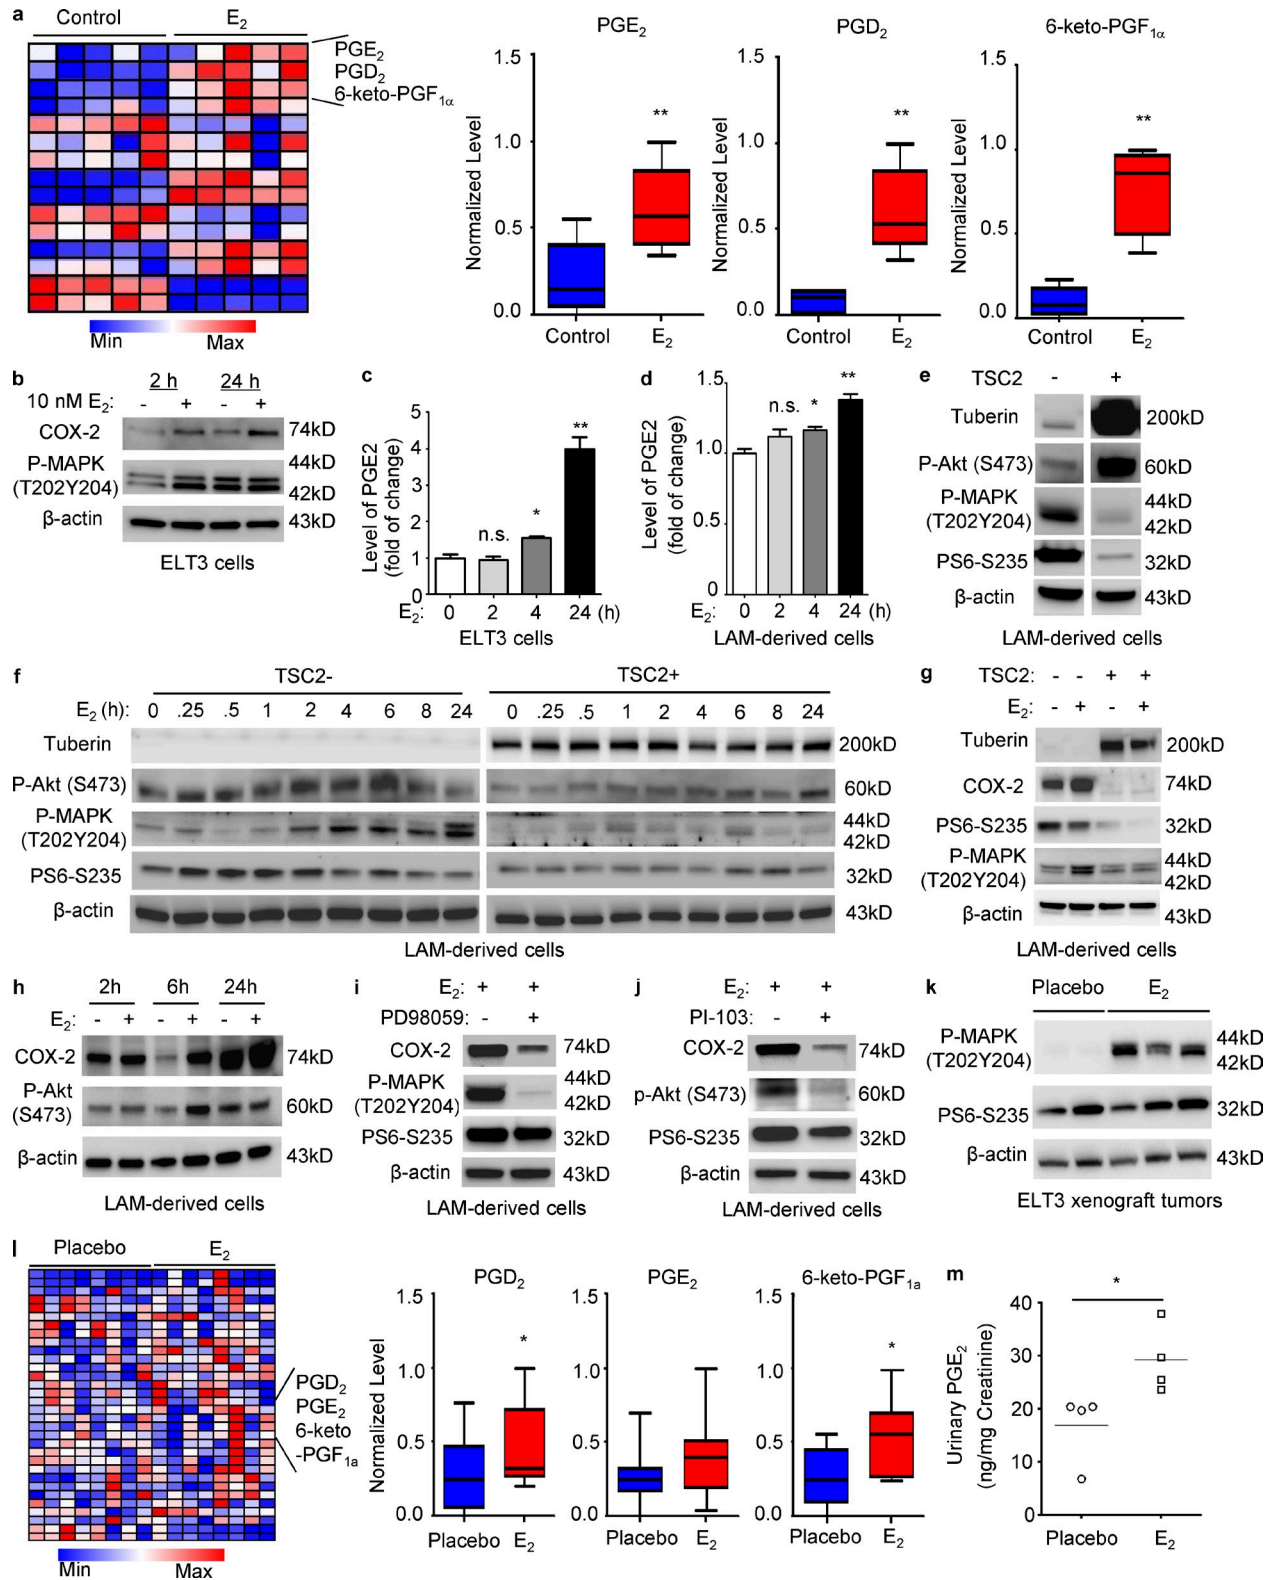 a
Control E2
PGE2
PGD2
6-keto-PGF1α
Min Max
PGE2
Normalized Level
1.5
1.0
0.5
0.0
**
Control E2
PGD2
Normalized Level
1.5
1.0
0.5
0.0
**
Control E2
6-keto-PGF1α
Normalized Level
1.5
1.0
0.5
0.0
**
Control E2
b
2 h 24 h
10 nM E2: - + - +
COX-2 74kD
P-MAPK 44kD
(T202Y204) 42kD
β-actin 43kD
ELT3 cells
c
Level of PGE2
(fold of change)
5
4
3
2
1
0
n.s. * **
E2: 0 2 4 24 (h)
ELT3 cells
d
Level of PGE2
(fold of change)
1.5
1.0
0.5
0
n.s. * **
E2: 0 2 4 24 (h)
LAM-derived cells
e
TSC2 - +
Tuberin 200kD
P-Akt (S473) 60kD
P-MAPK 44kD
(T202Y204) 42kD
PS6-S235 32kD
β-actin 43kD
LAM-derived cells
f
TSC2- TSC2+
E2 (h): 0 .25 .5 1 2 4 6 8 24 0 .25 .5 1 2 4 6 8 24
Tuberin 200kD
P-Akt (S473) 60kD
P-MAPK 44kD
(T202Y204) 42kD
PS6-S235 32kD
β-actin 43kD
LAM-derived cells
g
TSC2: - - + +
E2: - + - +
Tuberin 200kD
COX-2 74kD
PS6-S235 32kD
P-MAPK 44kD
(T202Y204) 42kD
β-actin 43kD
LAM-derived cells
h
2h 6h 24h
E2: - + - + - +
COX-2 74kD
P-Akt
(S473) 60kD
β-actin 43kD
LAM-derived cells
i
E2: + +
PD98059: - +
COX-2 74kD
P-MAPK 44kD
(T202Y204) 42kD
PS6-S235 32kD
β-actin 43kD
LAM-derived cells
j
E2: + +
PI-103: - +
COX-2 74kD
p-Akt (S473) 60kD
PS6-S235 32kD
β-actin 43kD
LAM-derived cells
k
Placebo E2
P-MAPK 44kD
(T202Y204) 42kD
PS6-S235 32kD
β-actin 43kD
ELT3 xenograft tumors
l
Placebo E2
PGD2
PGE2
6-keto
-PGF1a
Min Max
PGD2
Normalized Level
1.5
1.0
0.5
0.0
*
Placebo E2
PGE2
1.5
1.0
0.5
0.0
Placebo E2
6-keto-PGF1a
1.5
1.0
0.5
0.0
*
Placebo E2
m
Urinary PGE2
(ng/mg Creatinine)
40
30
20
10
0
*
Placebo E2